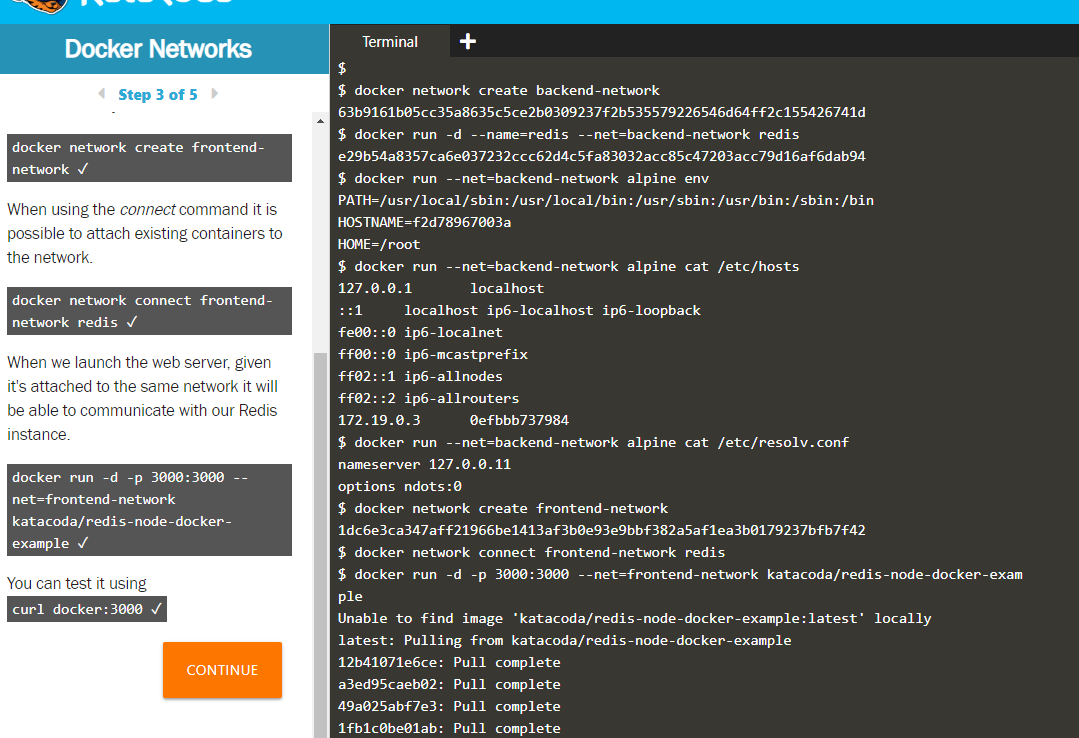 Docker Networks
Step 3 of 5
docker network create frontend-
network ✓
When using the connect command it is
possible to attach existing containers to
the network.
docker network connect frontend-
network redis ✓
When we launch the web server, given
it's attached to the same network it will
be able to communicate with our Redis
instance.
docker run -d -p 3000:3000 --
net=frontend-network
katacoda/redis-node-docker-
example ✓
You can test it using
curl docker:3000 ✓
CONTINUE
Terminal +
$
$ docker network create backend-network
63b9161b05cc35a8635c5ce2b0309237f2b535579226546d64ff2c155426741d
$ docker run -d --name=redis --net=backend-network redis
e29b54a8357ca6e037232ccc62d4c5fa83032acc85c47203acc79d16af6dab94
$ docker run --net=backend-network alpine env
PATH=/usr/local/sbin:/usr/local/bin:/usr/sbin:/usr/bin:/sbin:/bin
HOSTNAME=f2d78967003a
HOME=/root
$ docker run --net=backend-network alpine cat /etc/hosts
127.0.0.1 localhost
::1 localhost ip6-localhost ip6-loopback
fe00::0 ip6-localnet
ff00::0 ip6-mcastprefix
ff02::1 ip6-allnodes
ff02::2 ip6-allrouters
172.19.0.3 0efbbb737984
$ docker run --net=backend-network alpine cat /etc/resolv.conf
nameserver 127.0.0.11
options ndots:0
$ docker network create frontend-network
1dc6e3ca347aff21966be1413af3b0e93e9bbf382a5af1ea3b0179237bfb7f42
$ docker network connect frontend-network redis
$ docker run -d -p 3000:3000 --net=frontend-network katacoda/redis-node-docker-exam
ple
Unable to find image 'katacoda/redis-node-docker-example:latest' locally
latest: Pulling from katacoda/redis-node-docker-example
12b41071e6ce: Pull complete
a3ed95caeb02: Pull complete
49a025abf7e3: Pull complete
1fb1c0be01ab: Pull complete